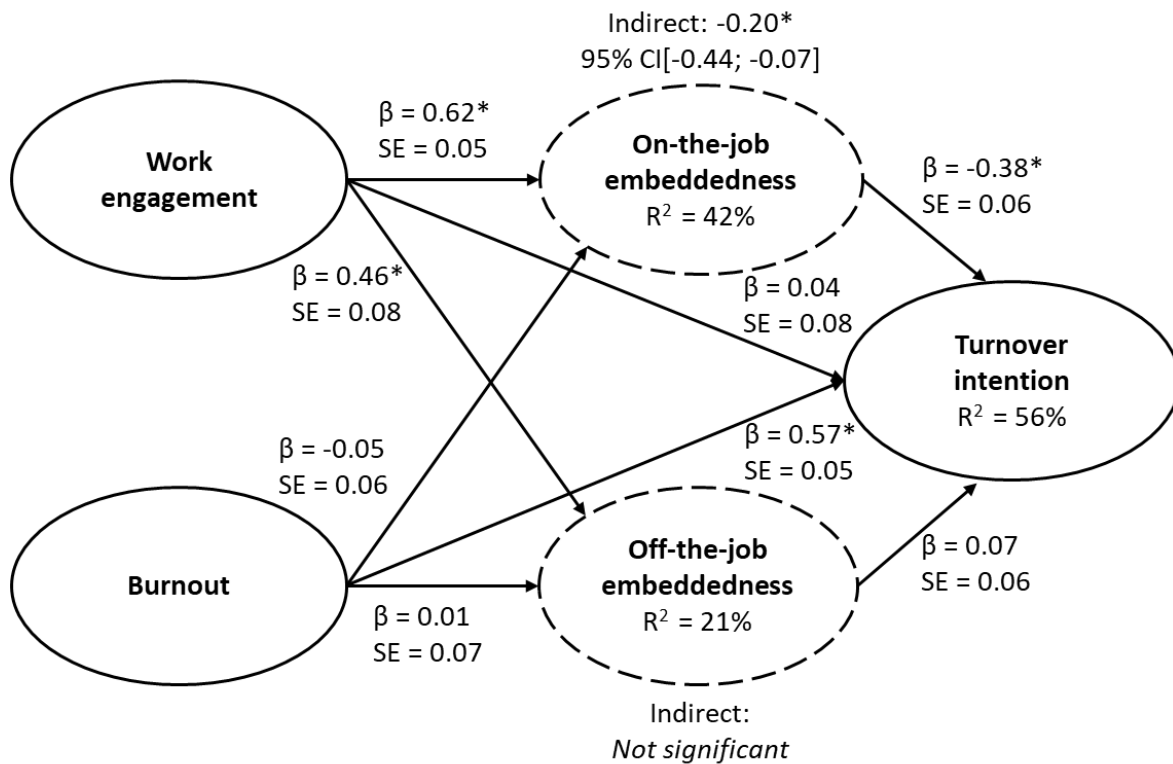 Indirect: -0.20*
95% CI[-0.44; -0.07]
β = 0.62*
SE = 0.05
Work
engagement
On-the-job
embeddedness
R² = 42%
β = -0.38*
SE = 0.06
β = 0.46*
SE = 0.08
β = 0.04
SE = 0.08
Turnover
intention
R² = 56%
β = -0.05
SE = 0.06
β = 0.57*
SE = 0.05
Burnout
Off-the-job
embeddedness
R² = 21%
β = 0.07
SE = 0.06
β = 0.01
SE = 0.07
Indirect:
Not significant